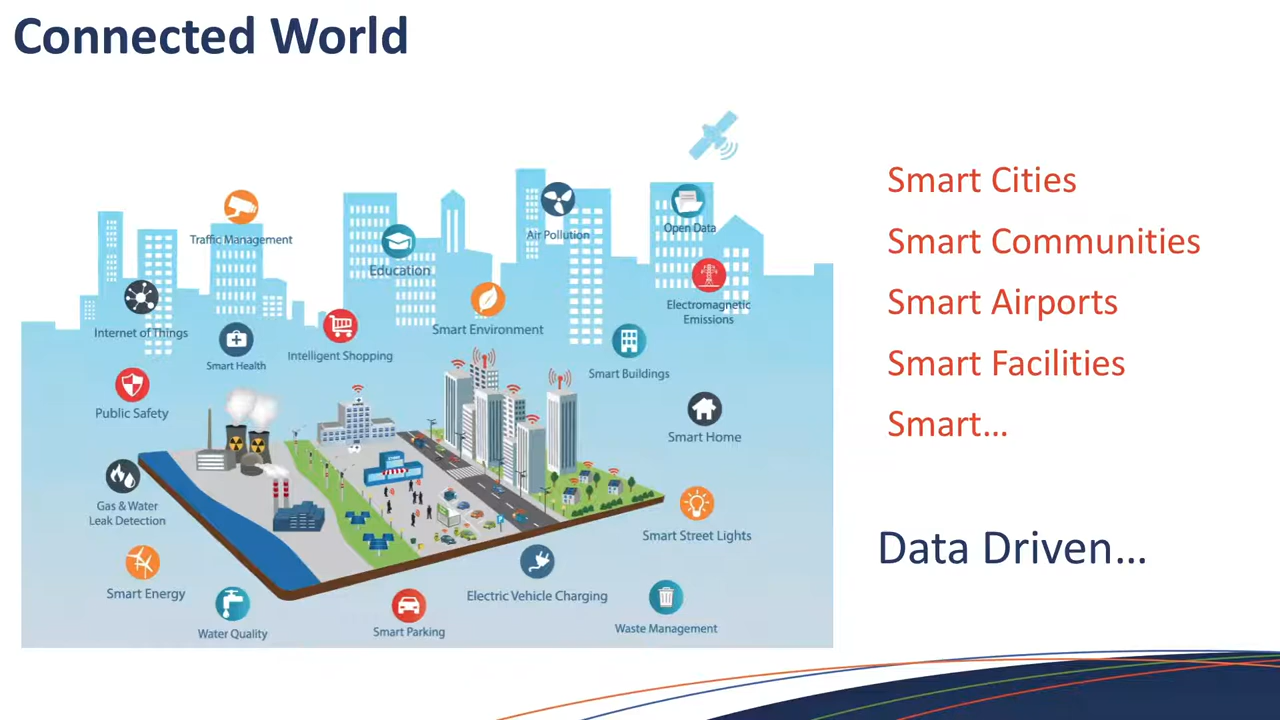 Connected World
Traffic Management
Education
Air Pollution
Open Data
Internet of Things
Smart Health
Intelligent Shopping
Smart Environment
Electromagnetic
Emissions
Smart Buildings
Public Safety
Smart Home
Gas & Water
Leak Detection
Smart Street Lights
Smart Energy
Water Quality
Smart Parking
Electric Vehicle Charging
Waste Management
Smart Cities
Smart Communities
Smart Airports
Smart Facilities
Smart...
Data Driven...